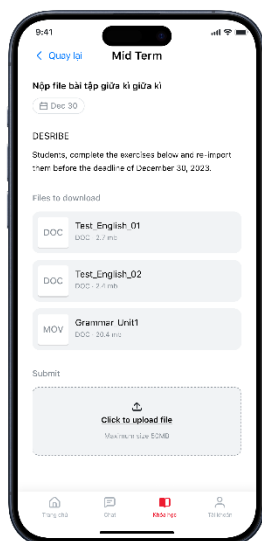 9:41
Quay lại
Mid Term
Nộp file bài tập giữa kì giữa kì
Dec 30
DESRIBE
Students, complete the exercises below and re-import
them before the deadline of December 30, 2023.
Files to download
DOC
Test_English_01
DOC - 2.7 mb
DOC
Test_English_02
DOC - 2.4 mb
MOV
Grammar Unit1
DOC - 20.4 mb
Submit
Click to upload file
Maximum size 50MB
Trang chủ
Chat
Khóa học
Tài khoản